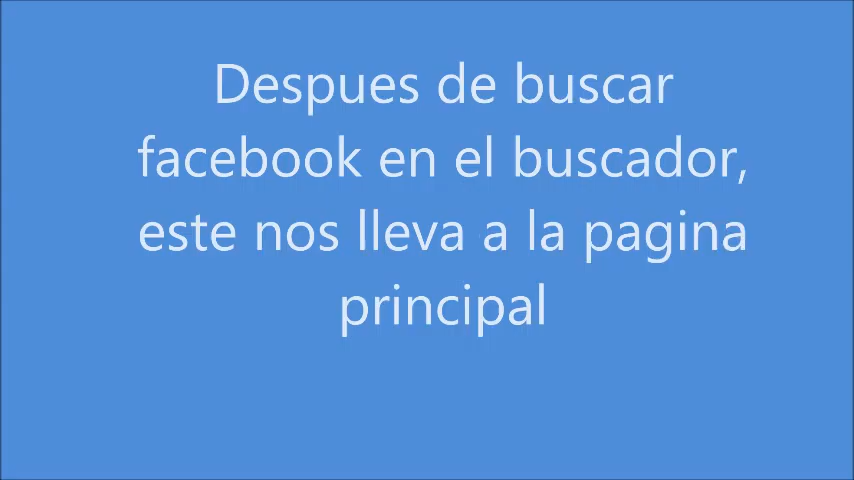 Despues de buscar
facebook en el buscador,
este nos lleva a la pagina
principal